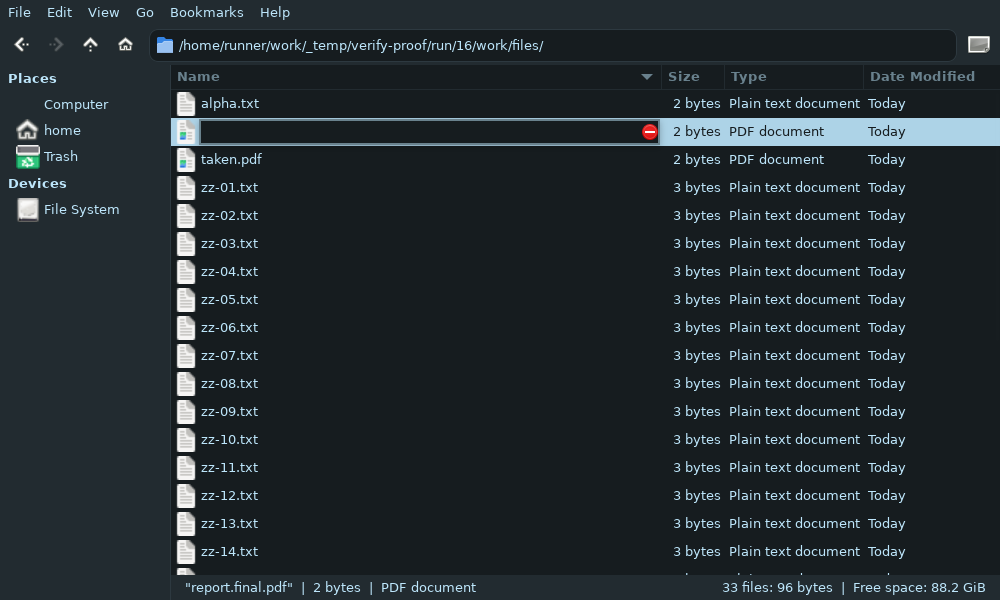 File Edit View Go Bookmarks Help
/home/runner/work/_temp/verify-proof/run/16/work/files/
Places
Computer
home
Trash
Devices
File System
Name Size Type Date Modified
alpha.txt 2 bytes Plain text document Today
2 bytes PDF document Today
taken.pdf 2 bytes PDF document Today
zz-01.txt 3 bytes Plain text document Today
zz-02.txt 3 bytes Plain text document Today
zz-03.txt 3 bytes Plain text document Today
zz-04.txt 3 bytes Plain text document Today
zz-05.txt 3 bytes Plain text document Today
zz-06.txt 3 bytes Plain text document Today
zz-07.txt 3 bytes Plain text document Today
zz-08.txt 3 bytes Plain text document Today
zz-09.txt 3 bytes Plain text document Today
zz-10.txt 3 bytes Plain text document Today
zz-11.txt 3 bytes Plain text document Today
zz-12.txt 3 bytes Plain text document Today
zz-13.txt 3 bytes Plain text document Today
zz-14.txt 3 bytes Plain text document Today
"report.final.pdf" | 2 bytes | PDF document 33 files: 96 bytes | Free space: 88.2 GiB